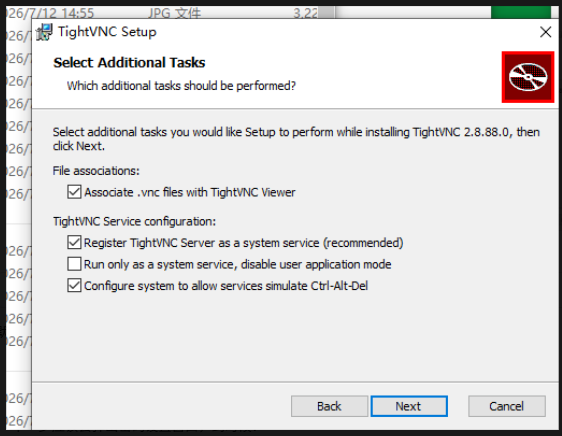 026/7/12 14:55 JPG 文件 3,22
TightVNC Setup
Select Additional Tasks
Which additional tasks should be performed?
Select additional tasks you would like Setup to perform while installing TightVNC 2.8.88.0, then
click Next.
File associations:
Associate .vnc files with TightVNC Viewer
TightVNC Service configuration:
Register TightVNC Server as a system service (recommended)
Run only as a system service, disable user application mode
Configure system to allow services simulate Ctrl-Alt-Del
Back Next Cancel